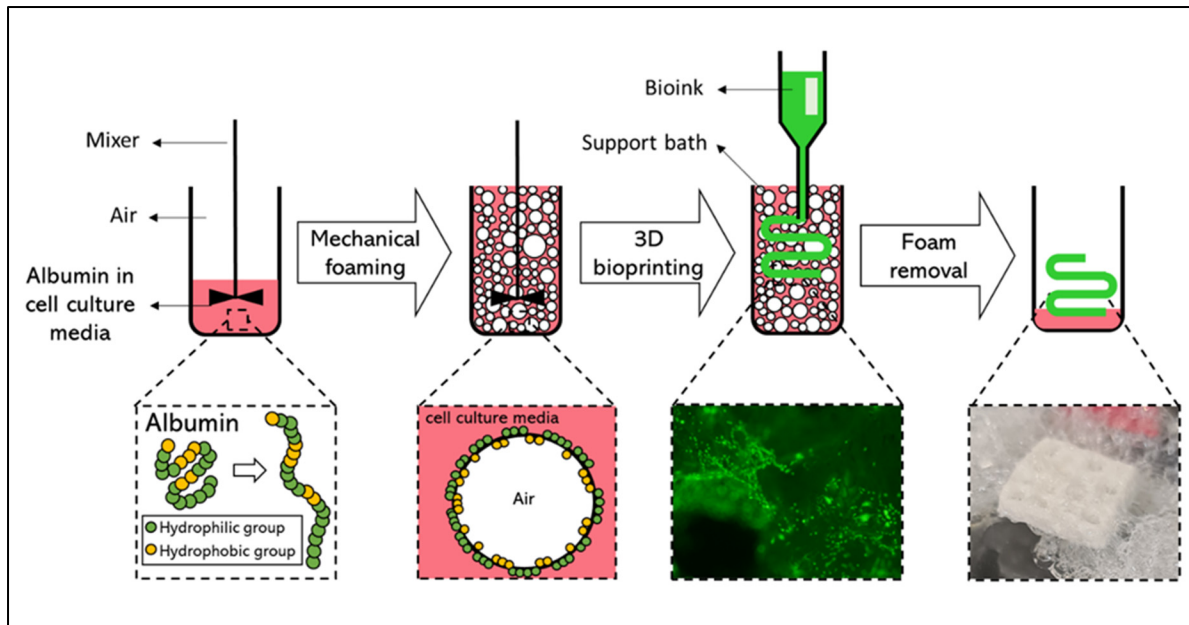 Mixer
Air
Albumin in
cell culture
media
Mechanical
foaming
Support bath
Bioink
3D
bioprinting
Foam
removal
Albumin
Hydrophilic group
Hydrophobic group
cell culture media
Air